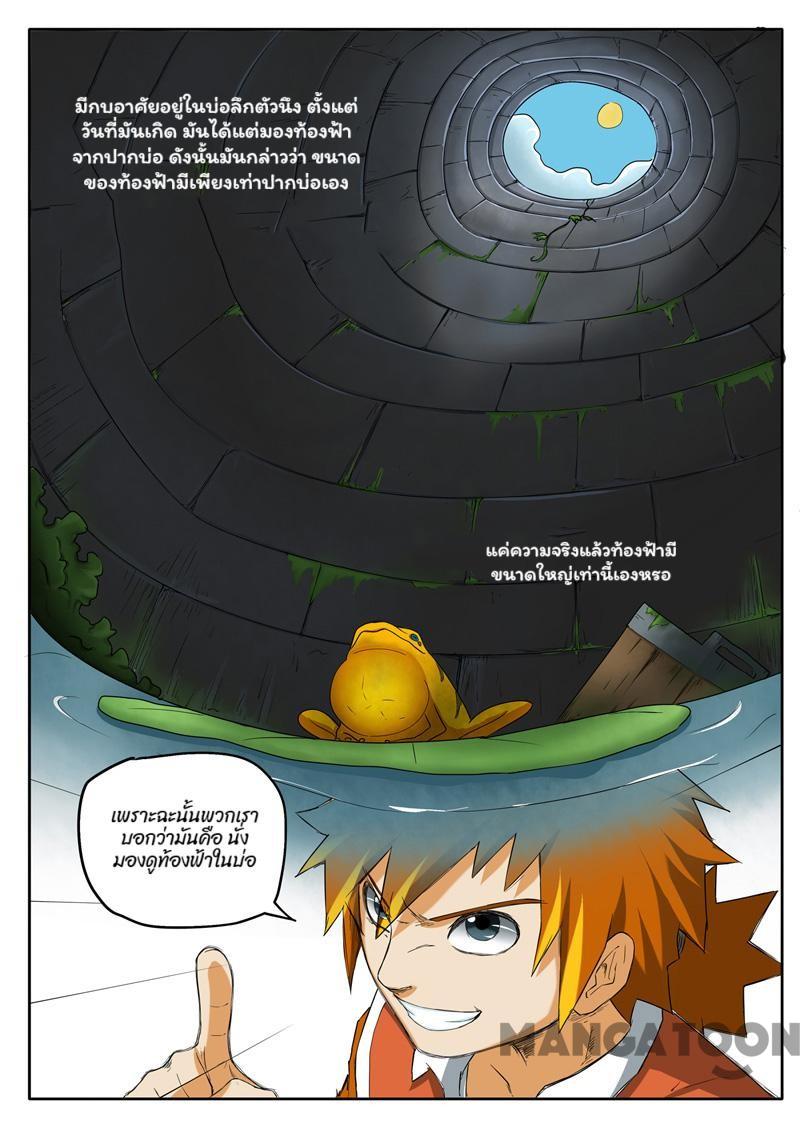 มีกบอาศัยอยู่ในบ่อลึกตัวนึง ตั้งแต่
วันที่มันเกิด มันได้แต่มองท้องฟ้า
จากปากบ่อ ดังนั้นมันกล่าวว่า ขนาด
ของท้องฟ้ามีเพียงเท่าปากบ่อเอง
แค่ความจริงแล้วท้องฟ้ามี
ขนาดใหญ่เท่านี้เองหรอ
เพราะฉะนั้นพวกเรา
บอกว่ามันคือ นั่ง
มองดูท้องฟ้าในบ่อ
MANGATOON